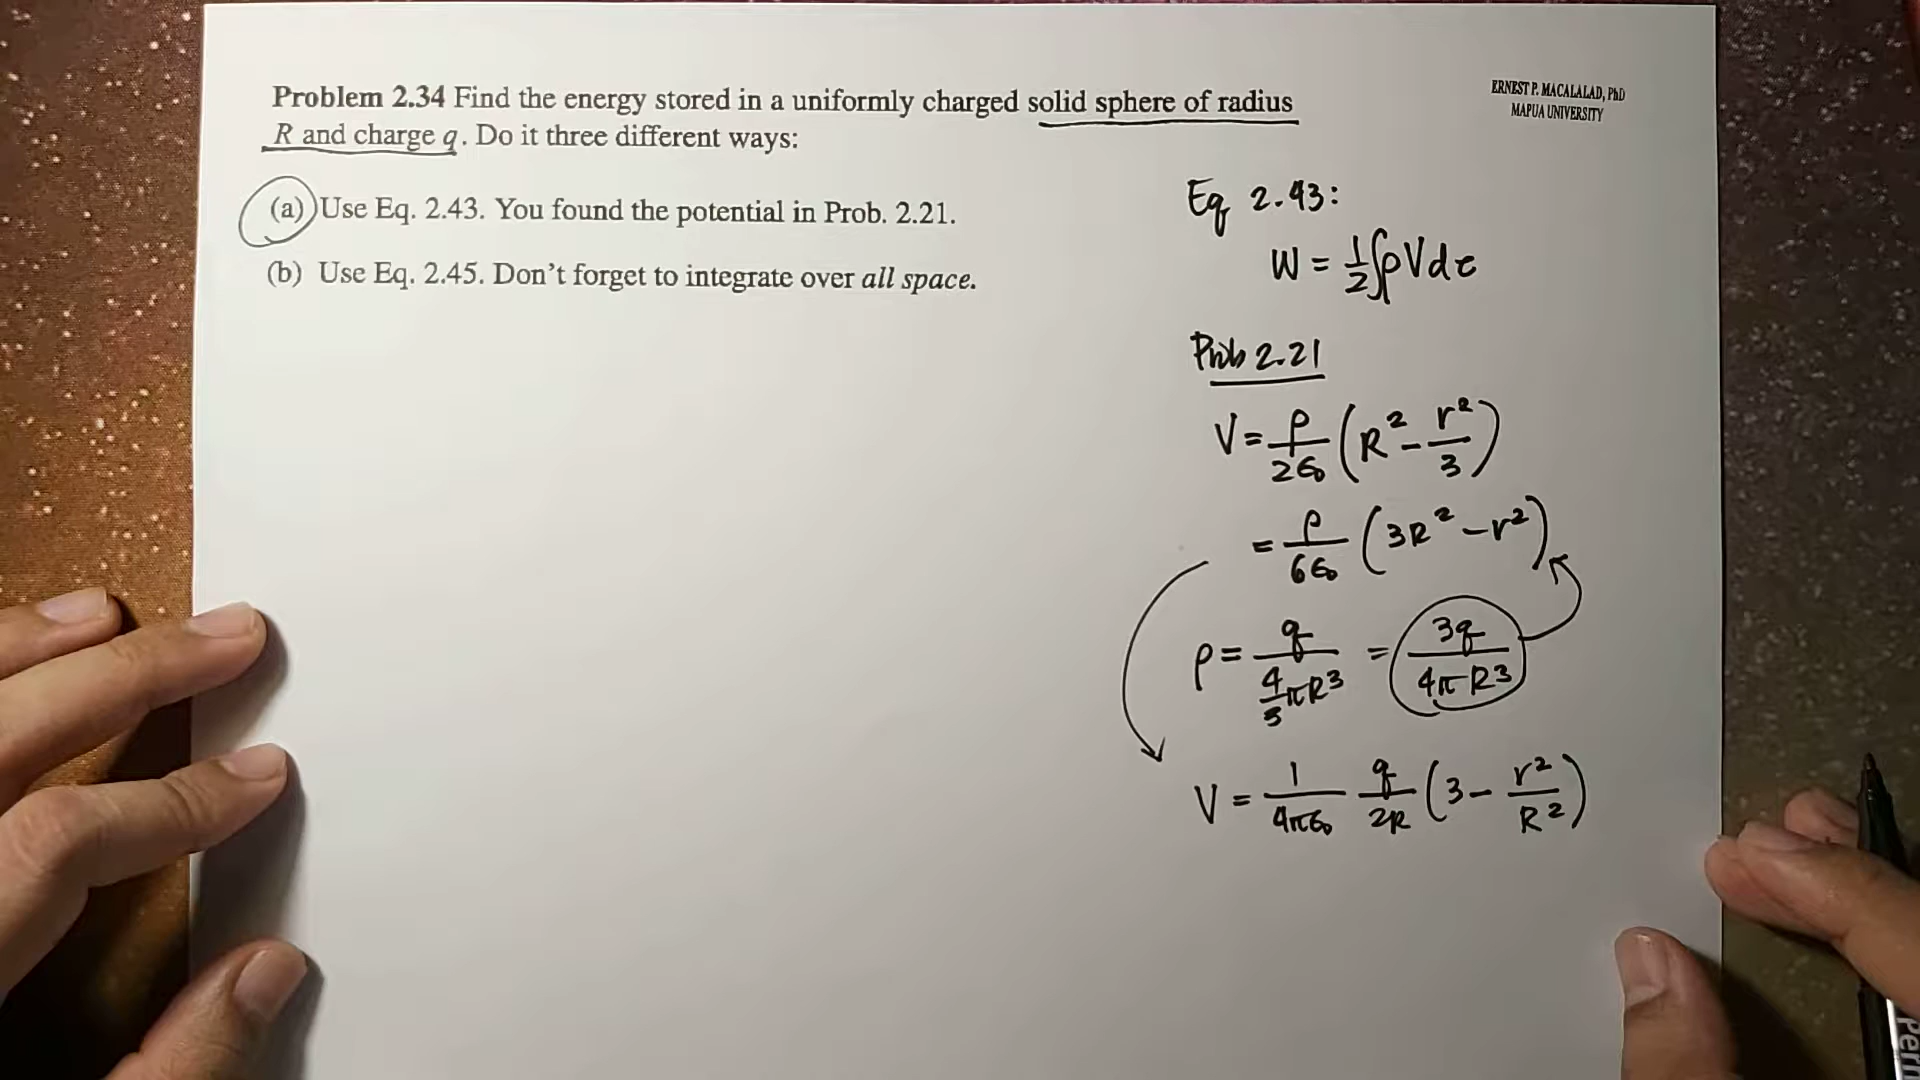 Problem 2.34 Find the energy stored in a uniformly charged solid sphere of radius
R and charge q. Do it three different ways:
(a) Use Eq. 2.43. You found the potential in Prob. 2.21.
(b) Use Eq. 2.45. Don’t forget to integrate over all space.
ERNEST P. MACALALAD, PhD
MAPUA UNIVERSITY
Eq 2.43:
W = 1/2 ∫ρVdτ
Prob 2.21
V = ρ/2ϵ₀ (R² - r²/3)
= ρ/6ϵ₀ (3R² - r²)
ρ = q/(4/3 πR³) = 3q/4πR³
V = 1/4πϵ₀ q/2R (3 - r²/R²)
Perm